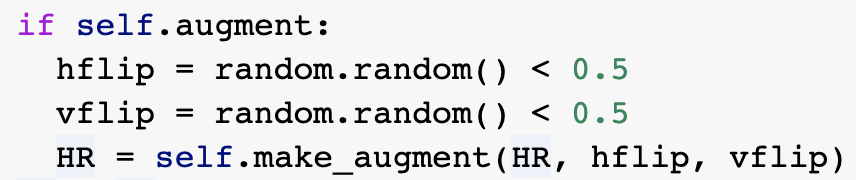 if self.augment:
  hflip = random.random() < 0.5
  vflip = random.random() < 0.5
  HR = self.make_augment(HR, hflip, vflip)